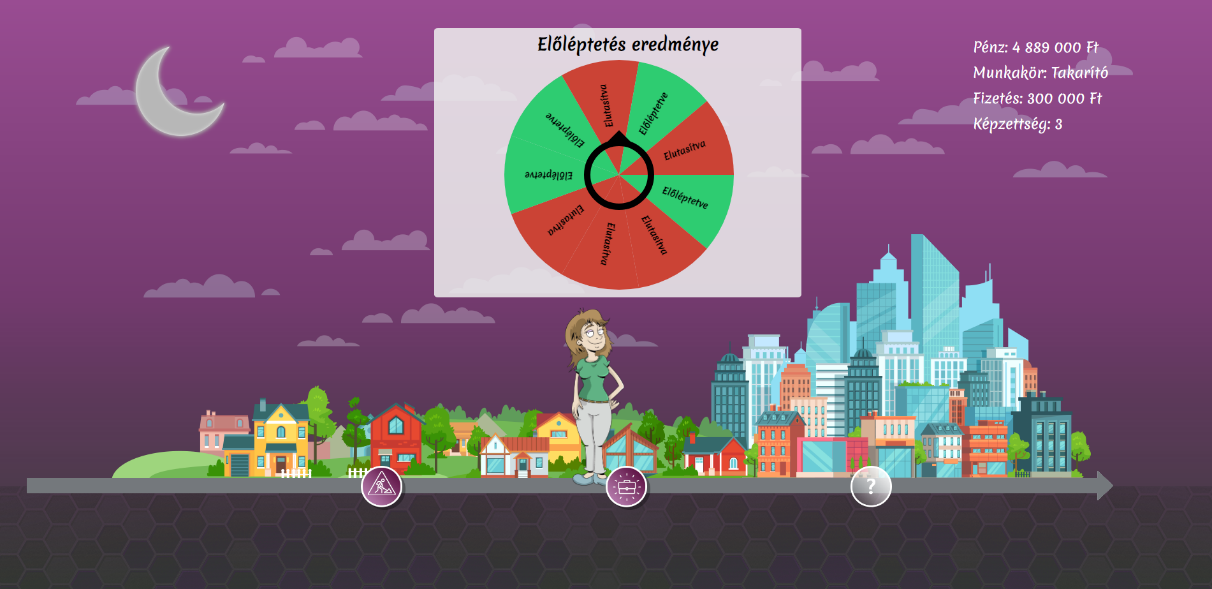 Előléptetés eredménye
Elutasítva
Előléptetve
Elutasítva
Előléptetve
Elutasítva
Elutasítva
Elutasítva
Előléptetve
Előléptetve
Pénz: 4 889 000 Ft
Munkakör: Takarító
Fizetés: 300 000 Ft
Képzettség: 3
?